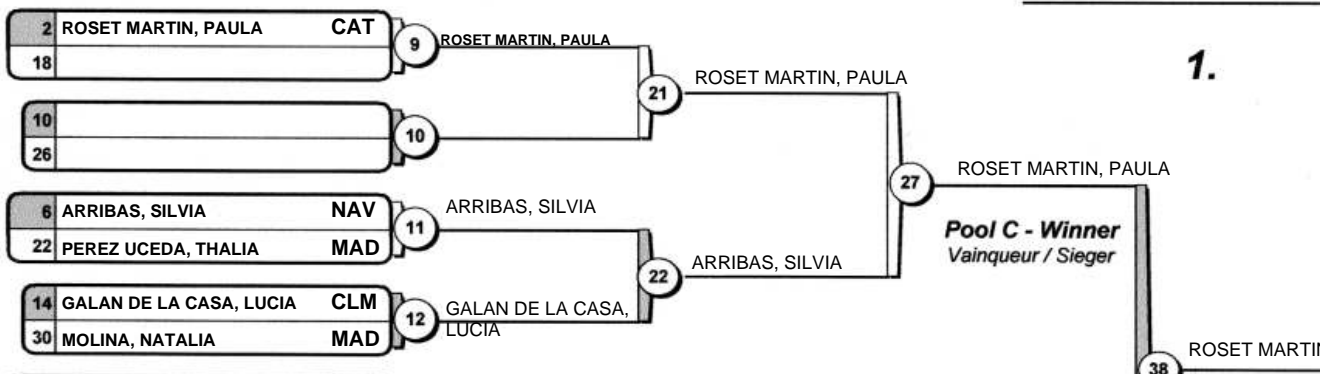 2 ROSET MARTIN, PAULA CAT
18
9
ROSET MARTIN, PAULA
10
26
10
21
ROSET MARTIN, PAULA
1.
6 ARRIBAS, SILVIA NAV
22 PEREZ UCEDA, THALIA MAD
11
ARRIBAS, SILVIA
14 GALAN DE LA CASA, LUCIA CLM
30 MOLINA, NATALIA MAD
12
GALAN DE LA CASA,
LUCIA
22
ARRIBAS, SILVIA
27
ROSET MARTIN, PAULA
Pool C - Winner
Vainqueur / Sieger
38
ROSET MARTIN